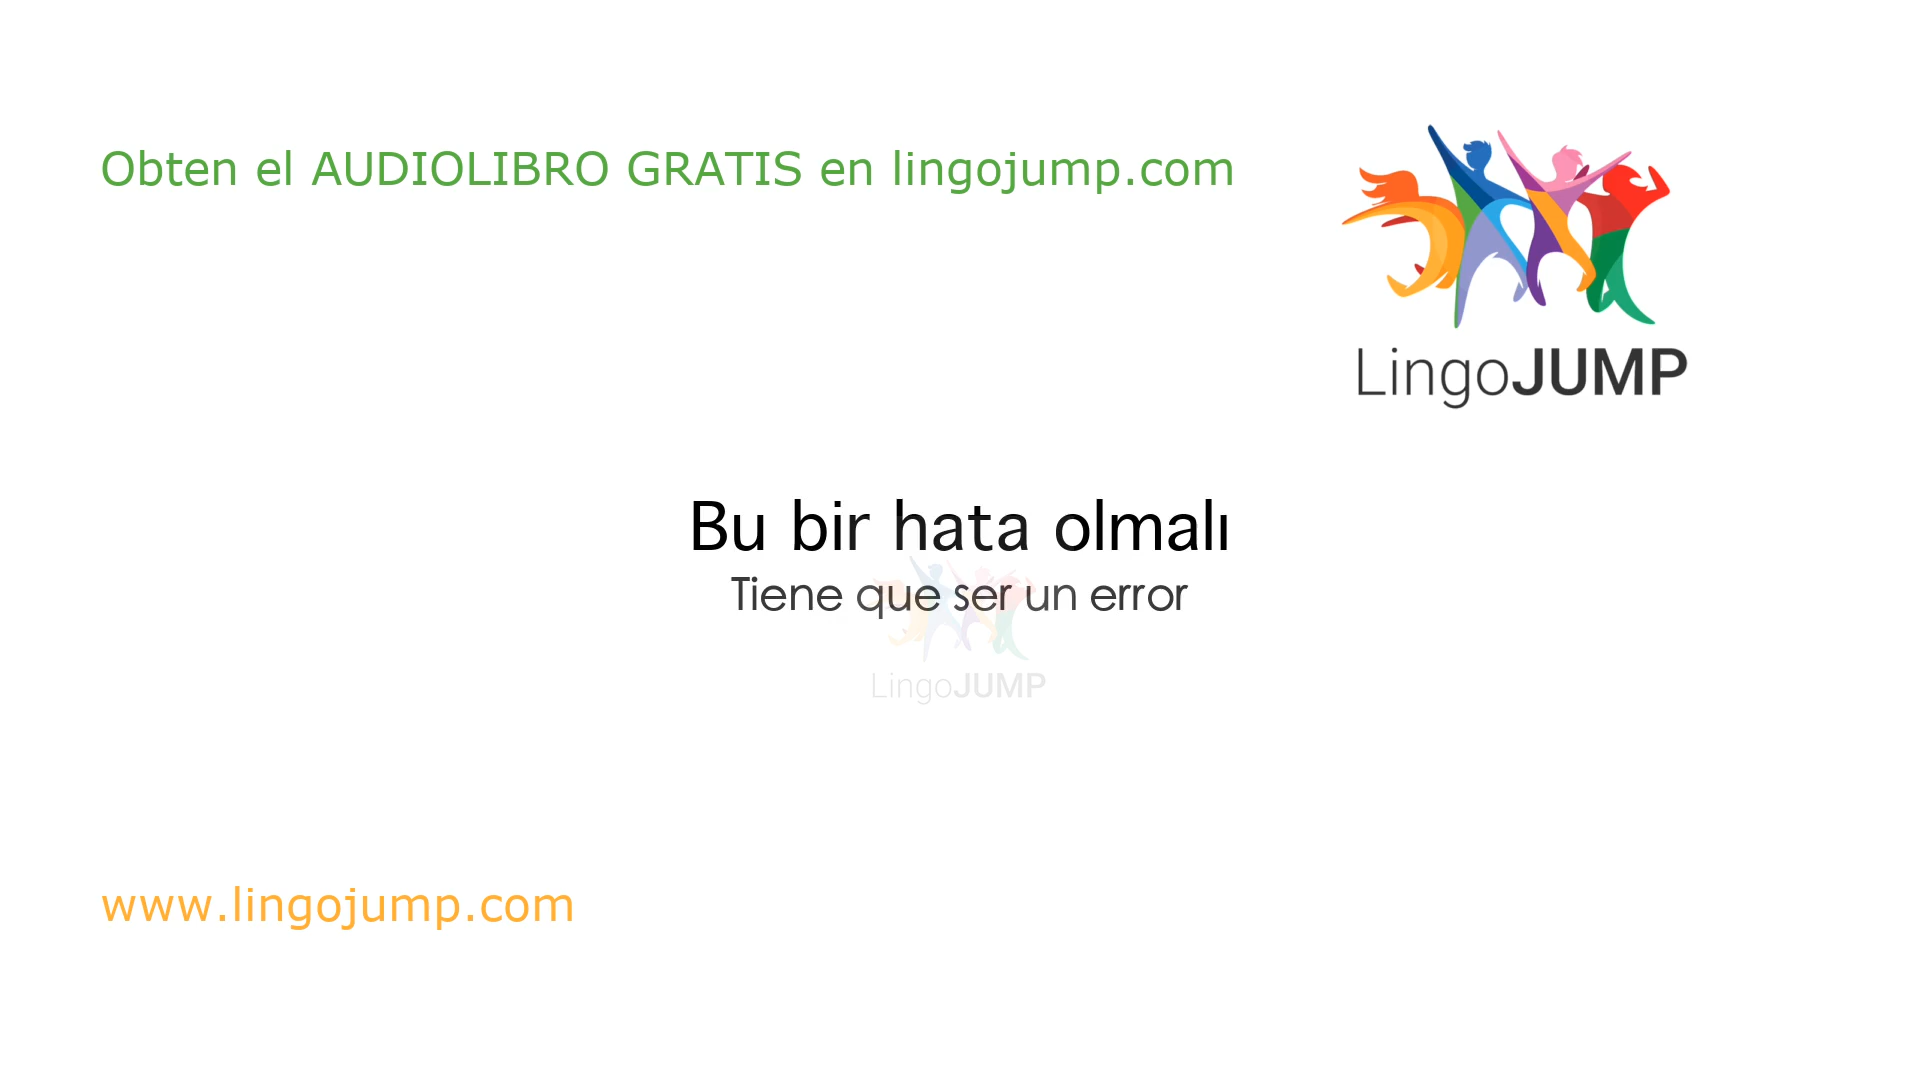 Obten el AUDIOLIBRO GRATIS en lingojump.com
LingoJUMP
Bu bir hata olmalı
Tiene que ser un error
LingoJUMP
www.lingojump.com